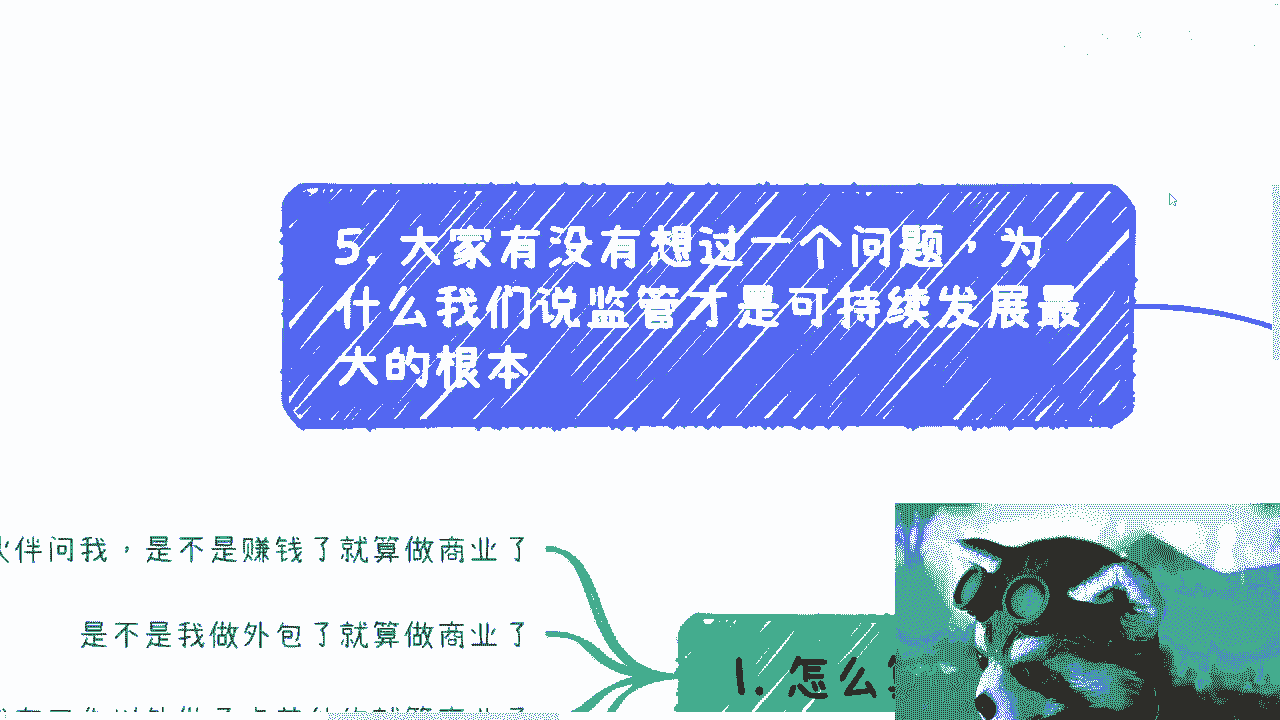 5. 大家有没有想过一个问题，为
什么我们说监管才是可持续发展最
大的根本
伙伴问我，是不是赚钱了就算做商业了
是不是我做外包了就算做商业了
1. 怎么